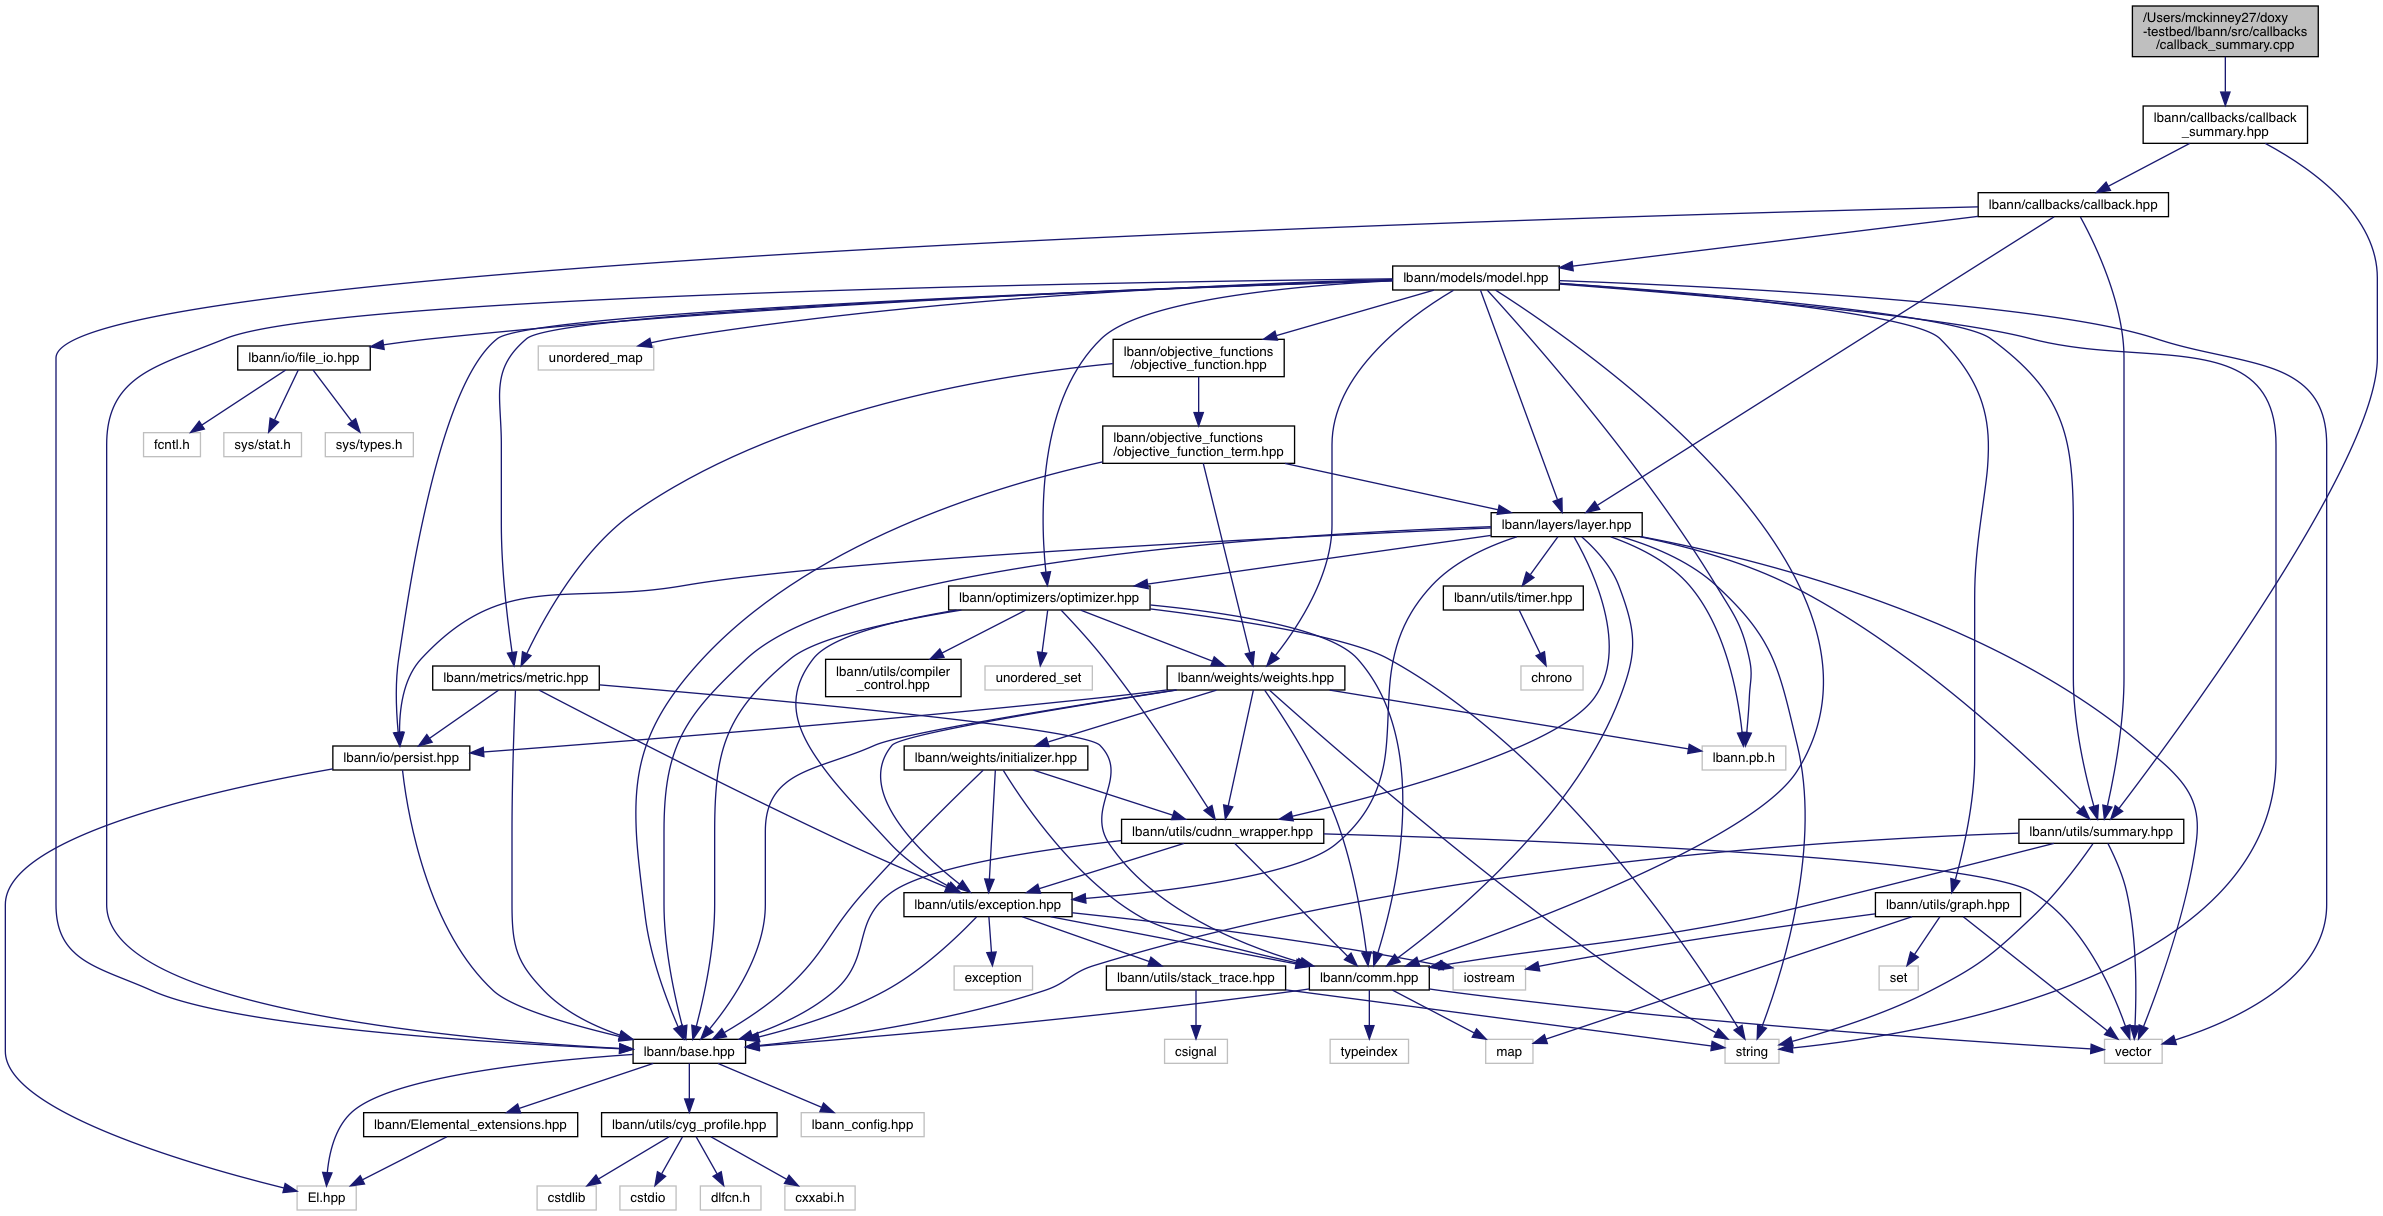 /Users/mckinney27/doxy
-testbed/lbann/src/callbacks
/callback_summary.cpp
lbann/callbacks/callback
_summary.hpp
lbann/callbacks/callback.hpp
lbann/models/model.hpp
lbann/io/file_io.hpp
unordered_map
lbann/objective_functions
/objective_function.hpp
fcntl.h
sys/stat.h
sys/types.h
lbann/objective_functions
/objective_function_term.hpp
lbann/layers/layer.hpp
lbann/optimizers/optimizer.hpp
lbann/utils/timer.hpp
lbann/metrics/metric.hpp
lbann/utils/compiler
_control.hpp
unordered_set
lbann/weights/weights.hpp
chrono
lbann/io/persist.hpp
lbann/weights/initializer.hpp
lbann.pb.h
lbann/utils/cudnn_wrapper.hpp
lbann/utils/summary.hpp
lbann/utils/exception.hpp
lbann/utils/graph.hpp
exception
lbann/utils/stack_trace.hpp
lbann/comm.hpp
iostream
set
lbann/base.hpp
csignal
typeindex
map
string
vector
lbann/Elemental_extensions.hpp
lbann/utils/cyg_profile.hpp
lbann_config.hpp
El.hpp
cstdlib
cstdio
dlfcn.h
cxxabi.h